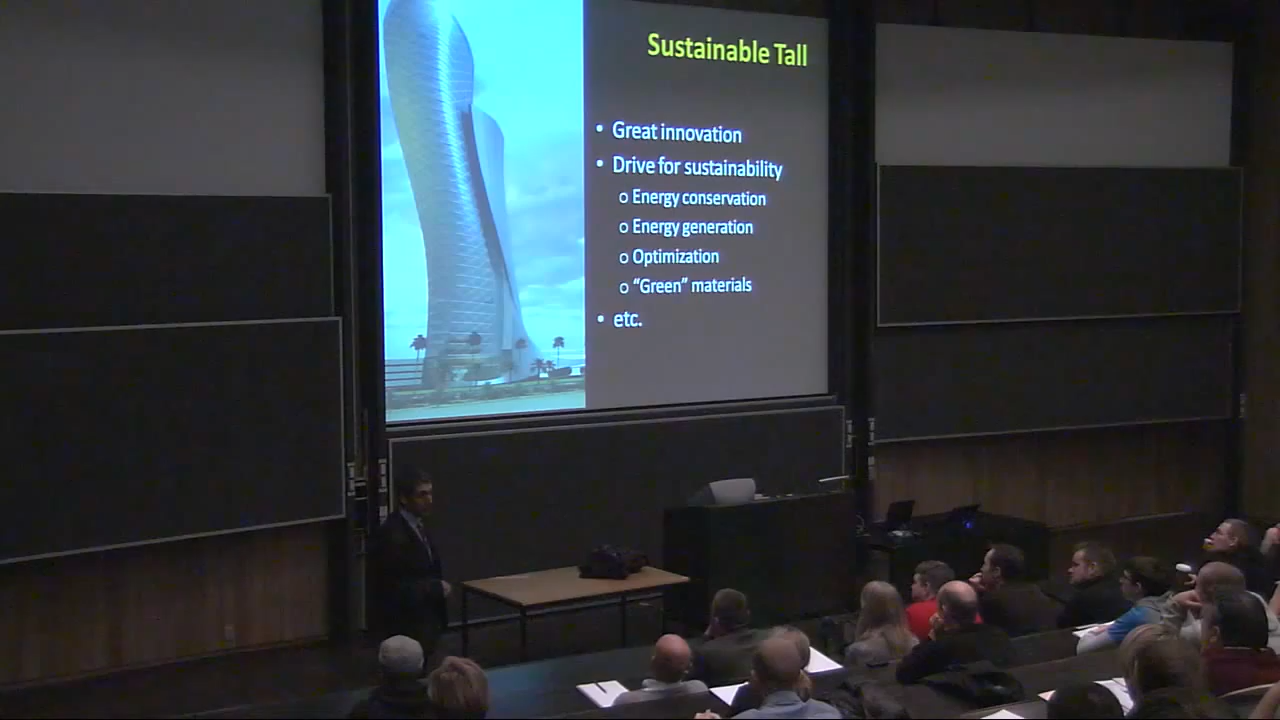 Sustainable Tall
• Great innovation
• Drive for sustainability
o Energy conservation
o Energy generation
o Optimization
o “Green” materials
• etc.